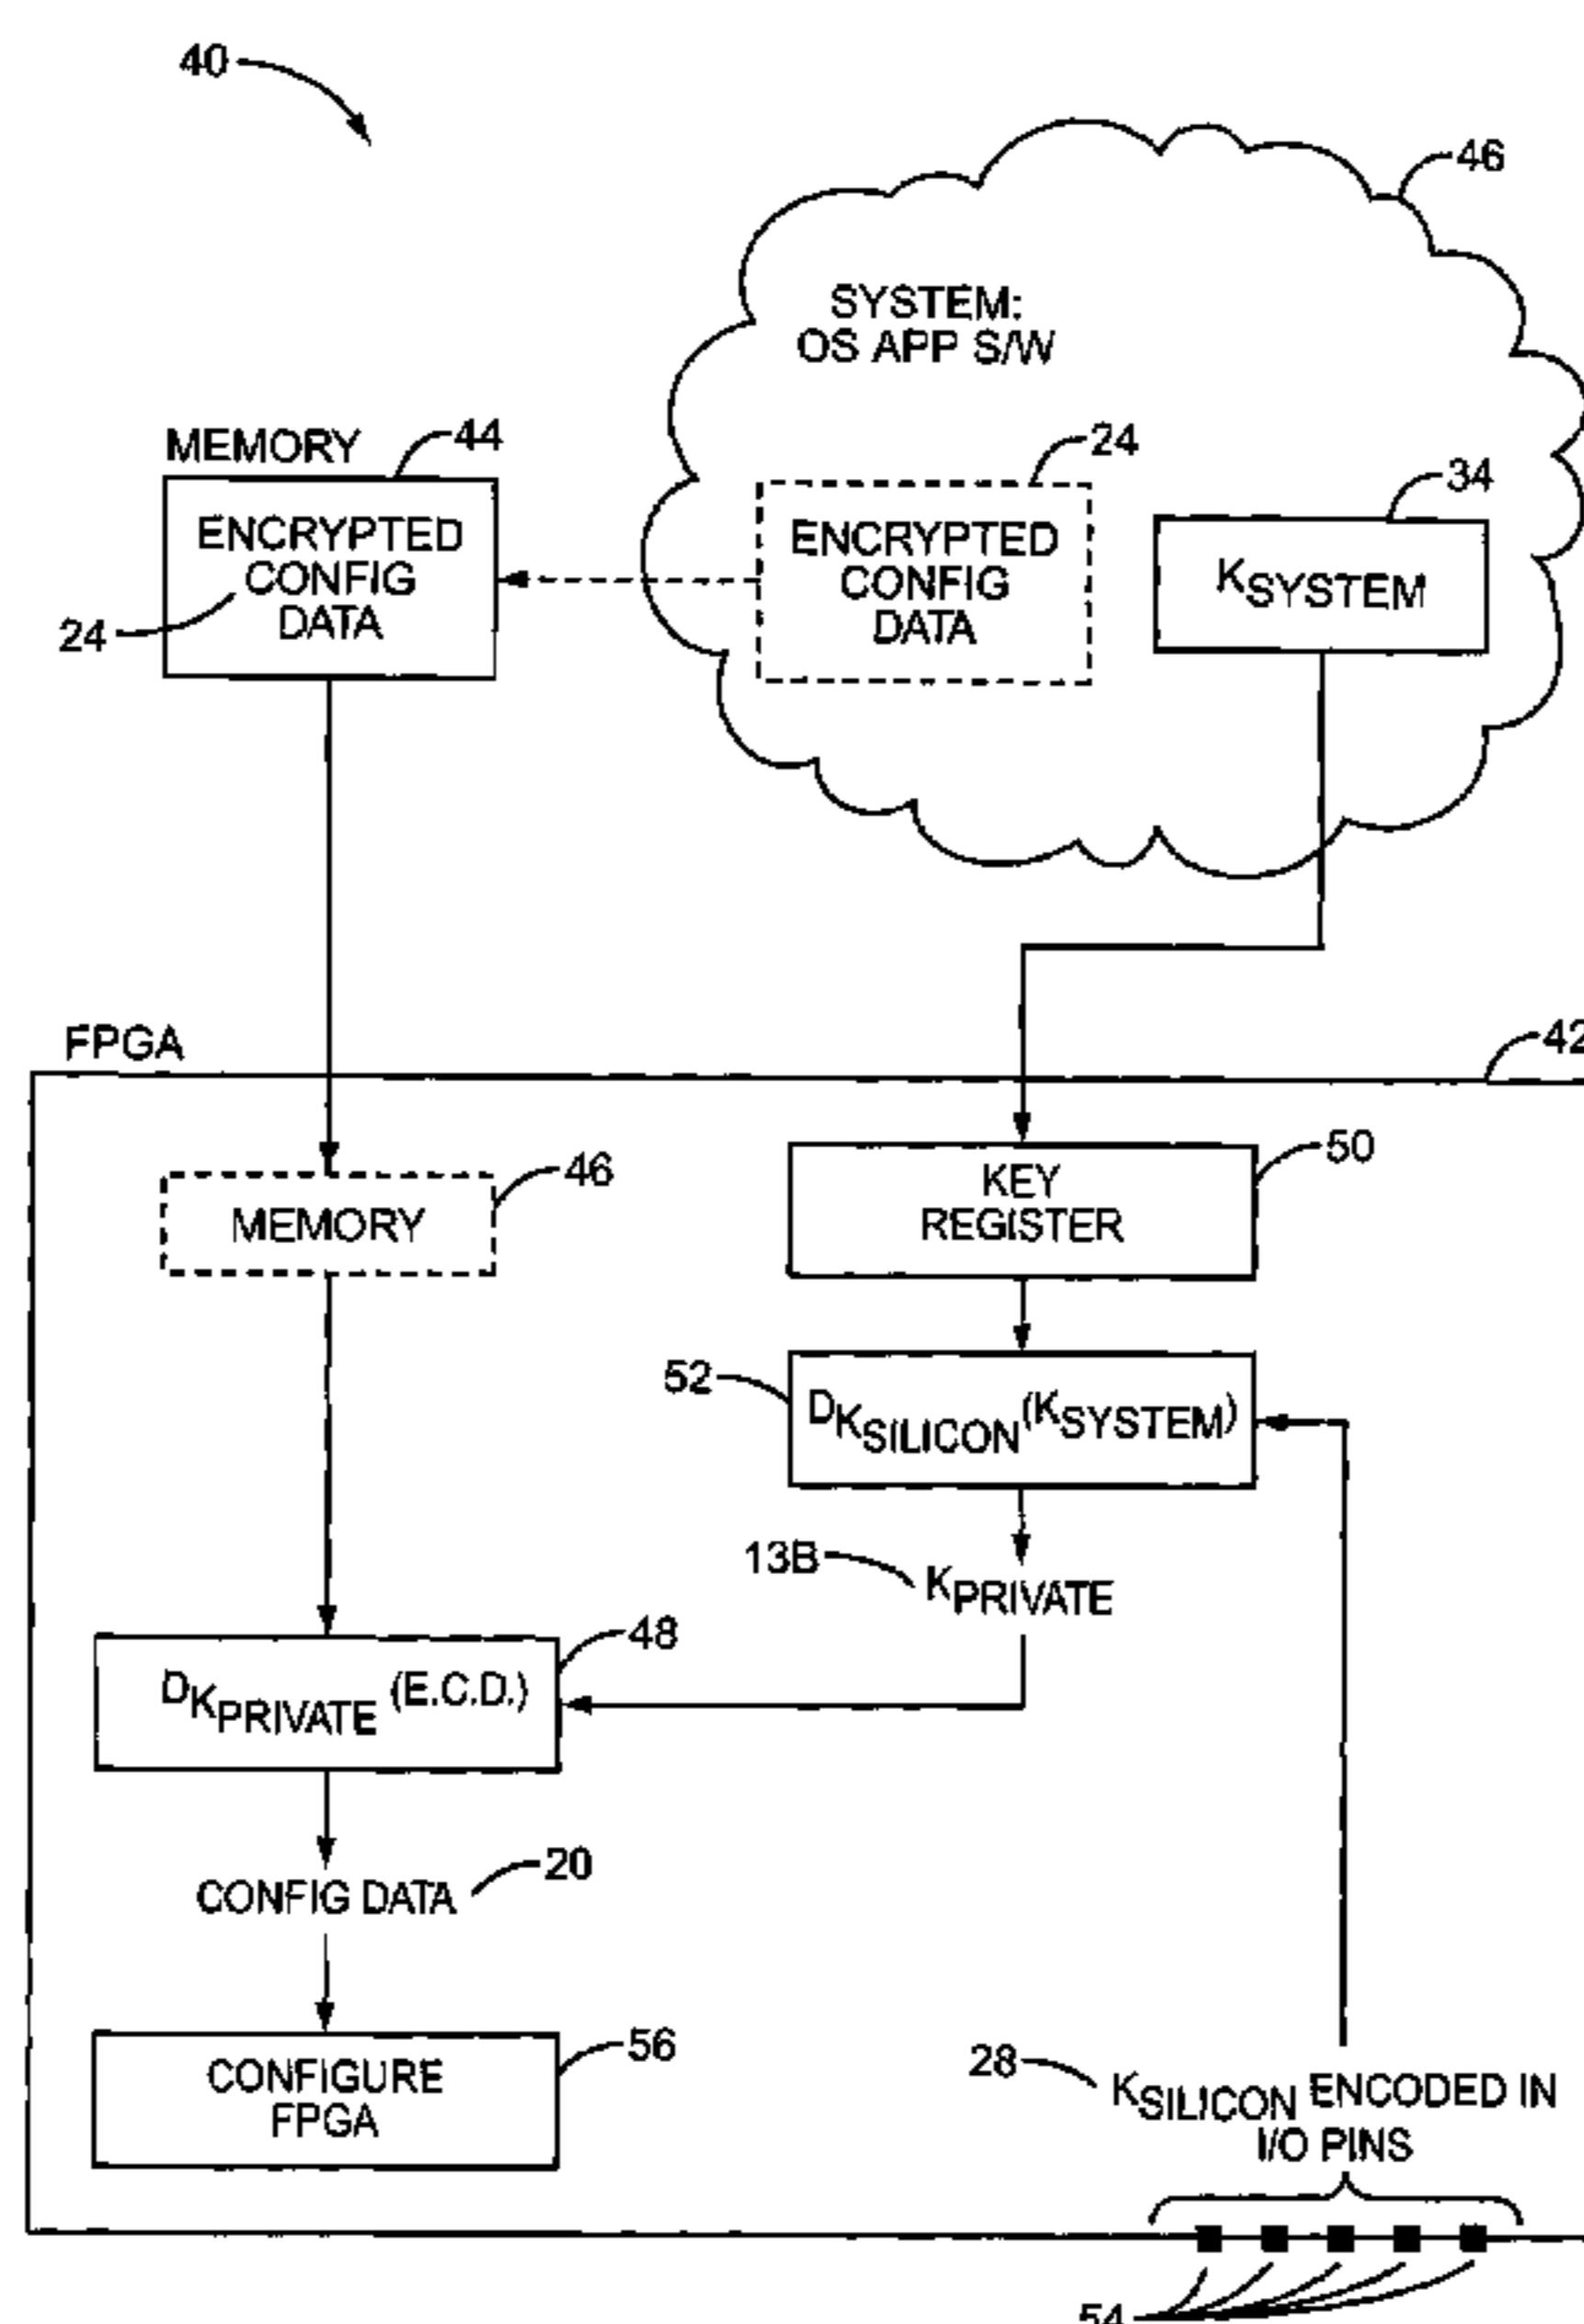 40
46
SYSTEM:
OS APP S/W
MEMORY
44
24
34
ENCRYPTED
CONFIG
DATA
24
ENCRYPTED
CONFIG
DATA
KSYSTEM
FPGA
42
MEMORY
46
KEY
REGISTER
50
52
DKSILICON(KSYSTEM)
13B
KPRIVATE
48
DKPRIVATE (E.C.D.)
20
CONFIG DATA
CONFIGURE
FPGA
56
28
KSILICON ENCODED IN
I/O PINS
54